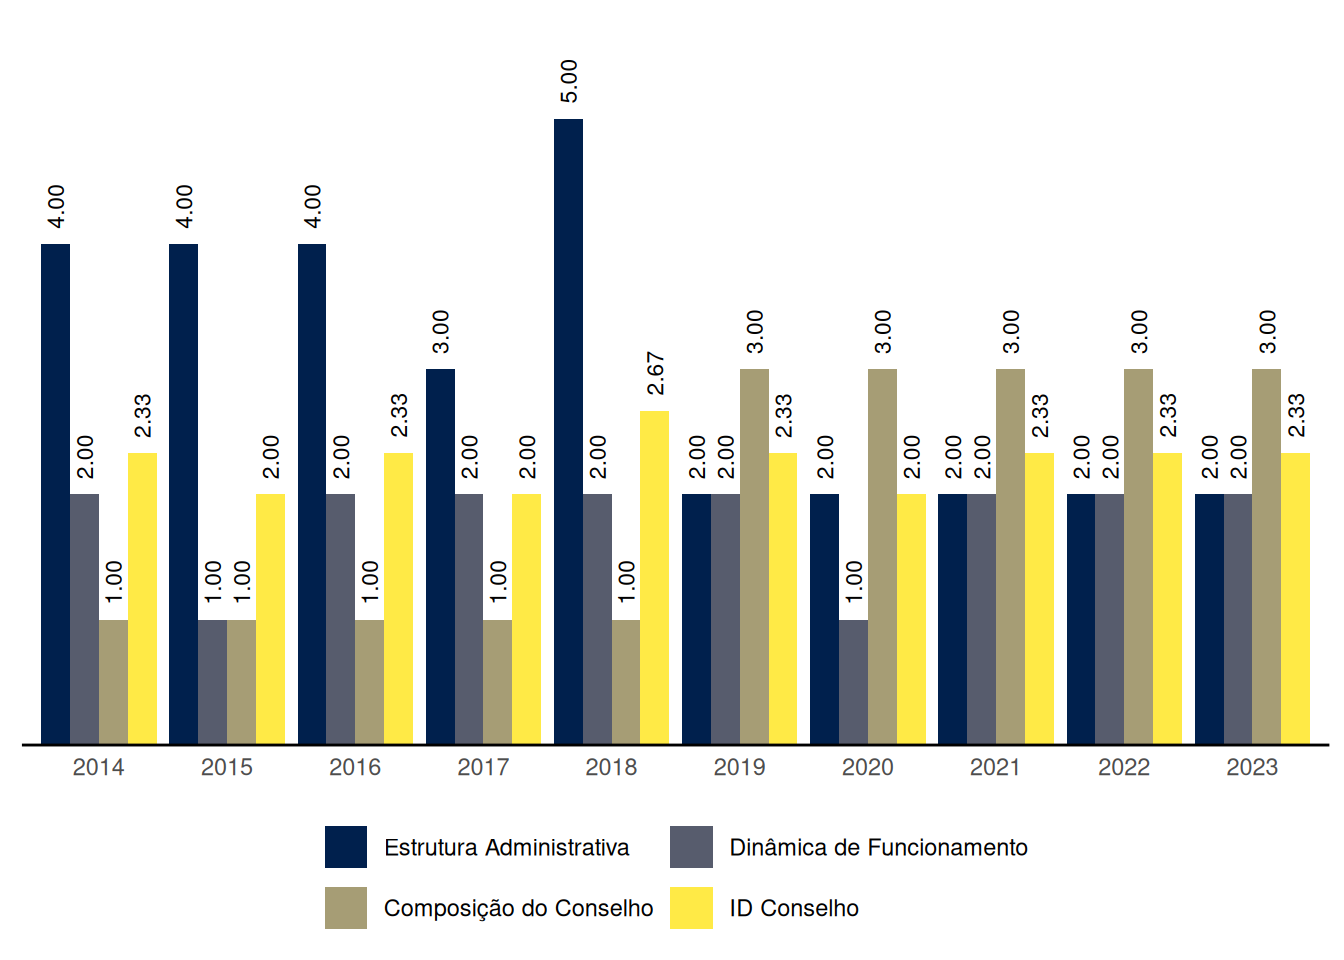 5.00
4.00 4.00 4.00
3.00 3.00 3.00 3.00 3.00 3.00
2.67
2.33 2.33 2.33 2.33 2.33 2.33
2.00 2.00 2.00 2.00 2.00 2.00 2.00 2.00 2.00 2.00 2.00 2.00 2.00 2.00 2.00 2.00
1.00 1.00 1.00 1.00 1.00 1.00 1.00
2014 2015 2016 2017 2018 2019 2020 2021 2022 2023
Estrutura Administrativa Dinâmica de Funcionamento
Composição do Conselho ID Conselho